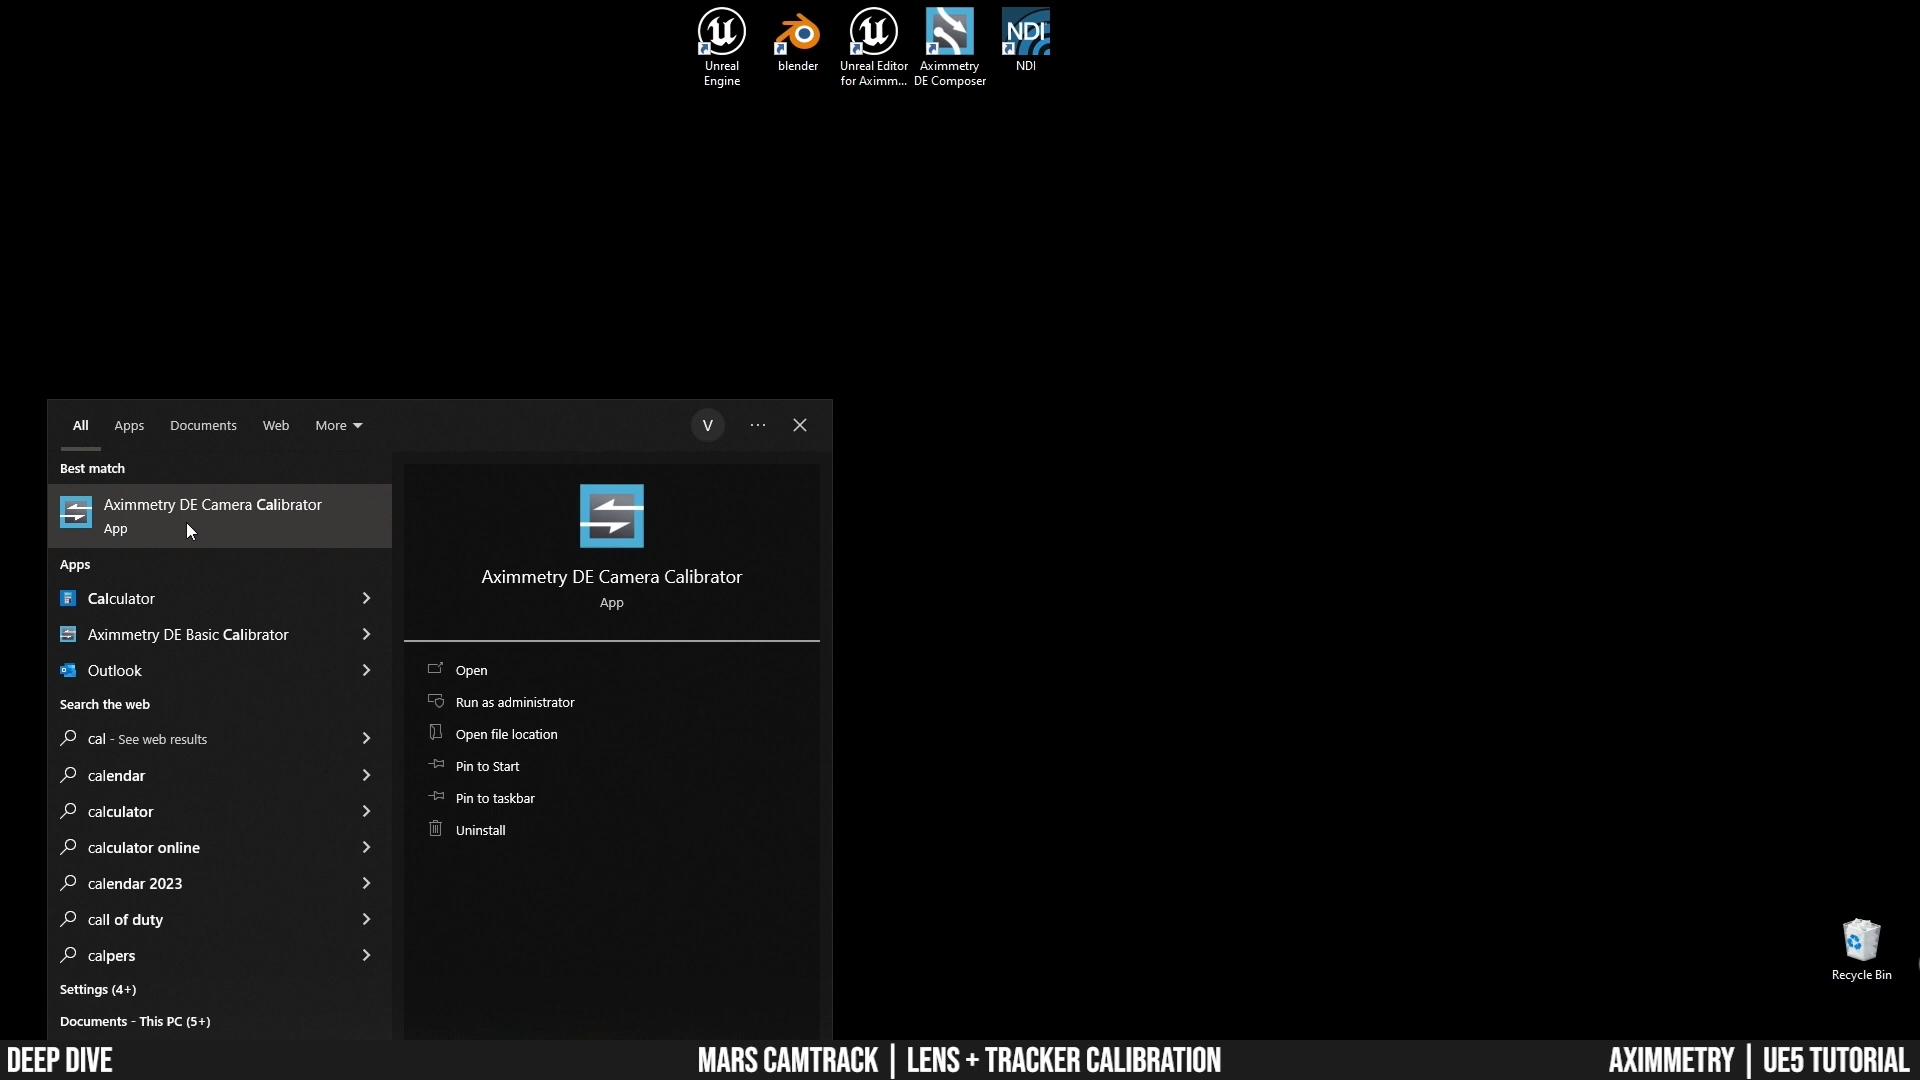 Unreal
Engine
blender
Unreal Editor
for Aximm...
Aximmetry
DE Composer
NDI
NDI
All
Apps
Documents
Web
More
V
Best match
Aximmetry DE Camera Calibrator
App
Apps
Calculator
Aximmetry DE Basic Calibrator
Outlook
Search the web
cal - See web results
calendar
calculator
calculator online
calendar 2023
call of duty
calpers
Settings (4+)
Documents - This PC (5+)
Aximmetry DE Camera Calibrator
App
Open
Run as administrator
Open file location
Pin to Start
Pin to taskbar
Uninstall
Recycle Bin
DEEP DIVE
MARS CAMTRACK | LENS + TRACKER CALIBRATION
AXIMMETRY | UE5 TUTORIAL